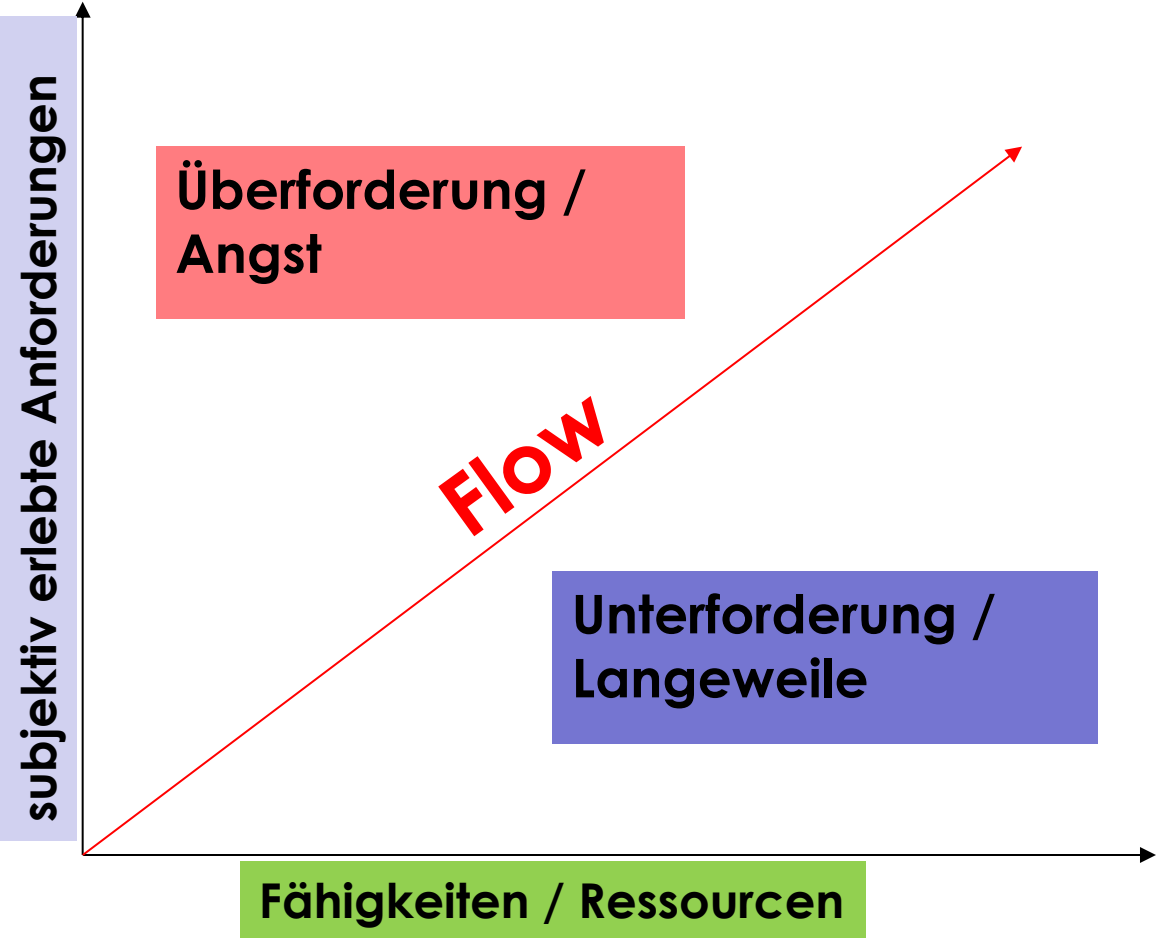 subjektiv erlebte Anforderungen
Überforderung /
Angst
Flow
Unterforderung /
Langeweile
Fähigkeiten / Ressourcen